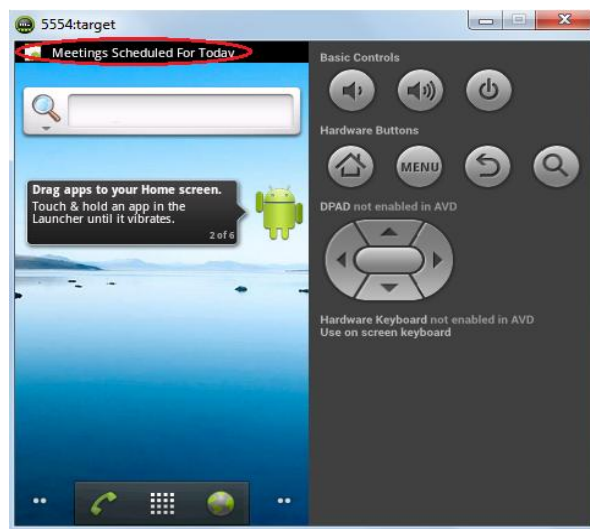 5554:target
Meetings Scheduled For Today
Basic Controls
Hardware Buttons
MENU
Drag apps to your Home screen.
Touch & hold an app in the
Launcher until it vibrates.
2 of 6
DPAD not enabled in AVD
Hardware Keyboard not enabled in AVD
Use on screen keyboard